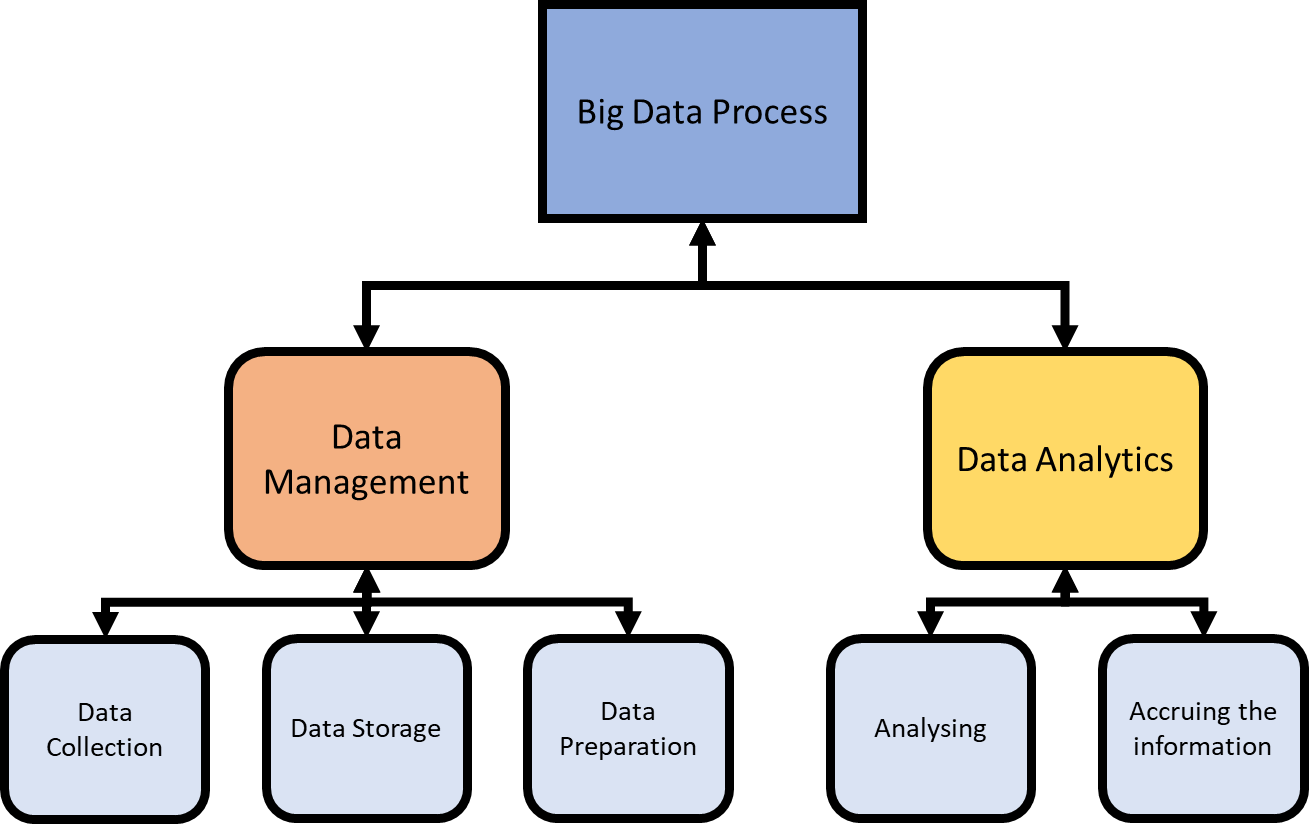 Big Data Process
Data
Management
Data Analytics
Data
Collection
Data Storage
Data
Preparation
Analysing
Accruing the
information